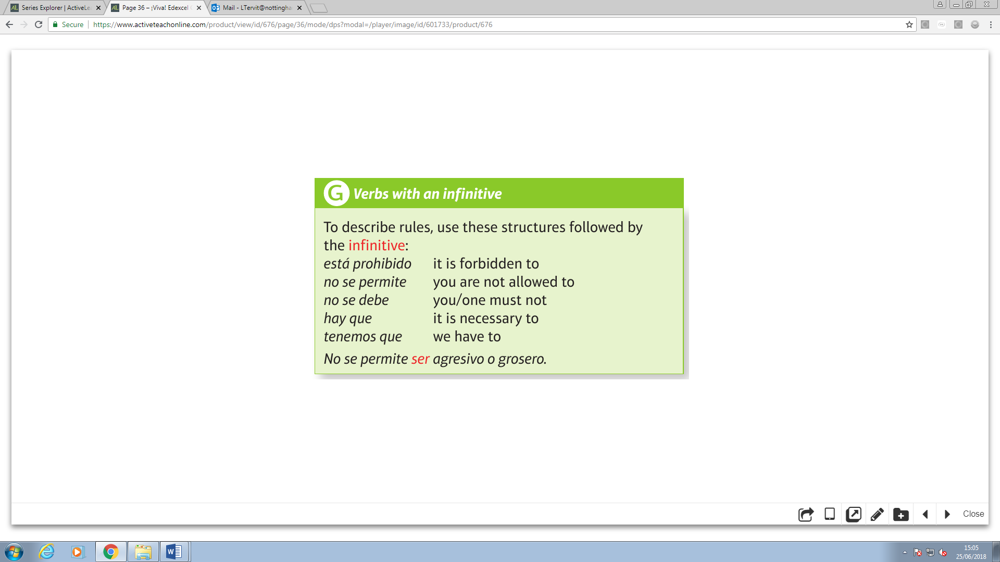 Series Explorer | ActiveLea
Page 36 – ¡Viva! Edexcel G
Mail - LTervit@nottingha
Secure https://www.activeteachonline.com/product/view/id/676/page/36/mode/dps?modal=/player/image/id/601733/product/676
G Verbs with an infinitive
To describe rules, use these structures followed by
the infinitive:
está prohibido it is forbidden to
no se permite you are not allowed to
no se debe you/one must not
hay que it is necessary to
tenemos que we have to
No se permite ser agresivo o grosero.
Close
15:05
25/06/2018